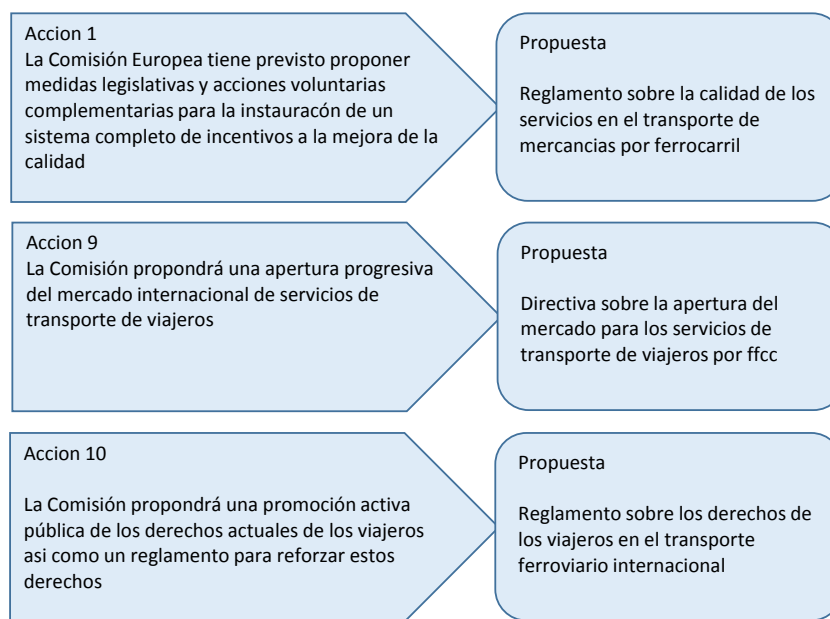 Accion 1
La Comisión Europea tiene previsto proponer
medidas legislativas y acciones voluntarias
complementarias para la instauracón de un
sistema completo de incentivos a la mejora de la
calidad
Propuesta
Reglamento sobre la calidad de los
servicios en el transporte de
mercancias por ferrocarril
Accion 9
La Comisión propondrá una apertura progresiva
del mercado internacional de servicios de
transporte de viajeros
Propuesta
Directiva sobre la apertura del
mercado para los servicios de
transporte de viajeros por ffcc
Accion 10
La Comisión propondrá una promoción activa
pública de los derechos actuales de los viajeros
asi como un reglamento para reforzar estos
derechos
Propuesta
Reglamento sobre los derechos de
los viajeros en el transporte
ferroviario internacional